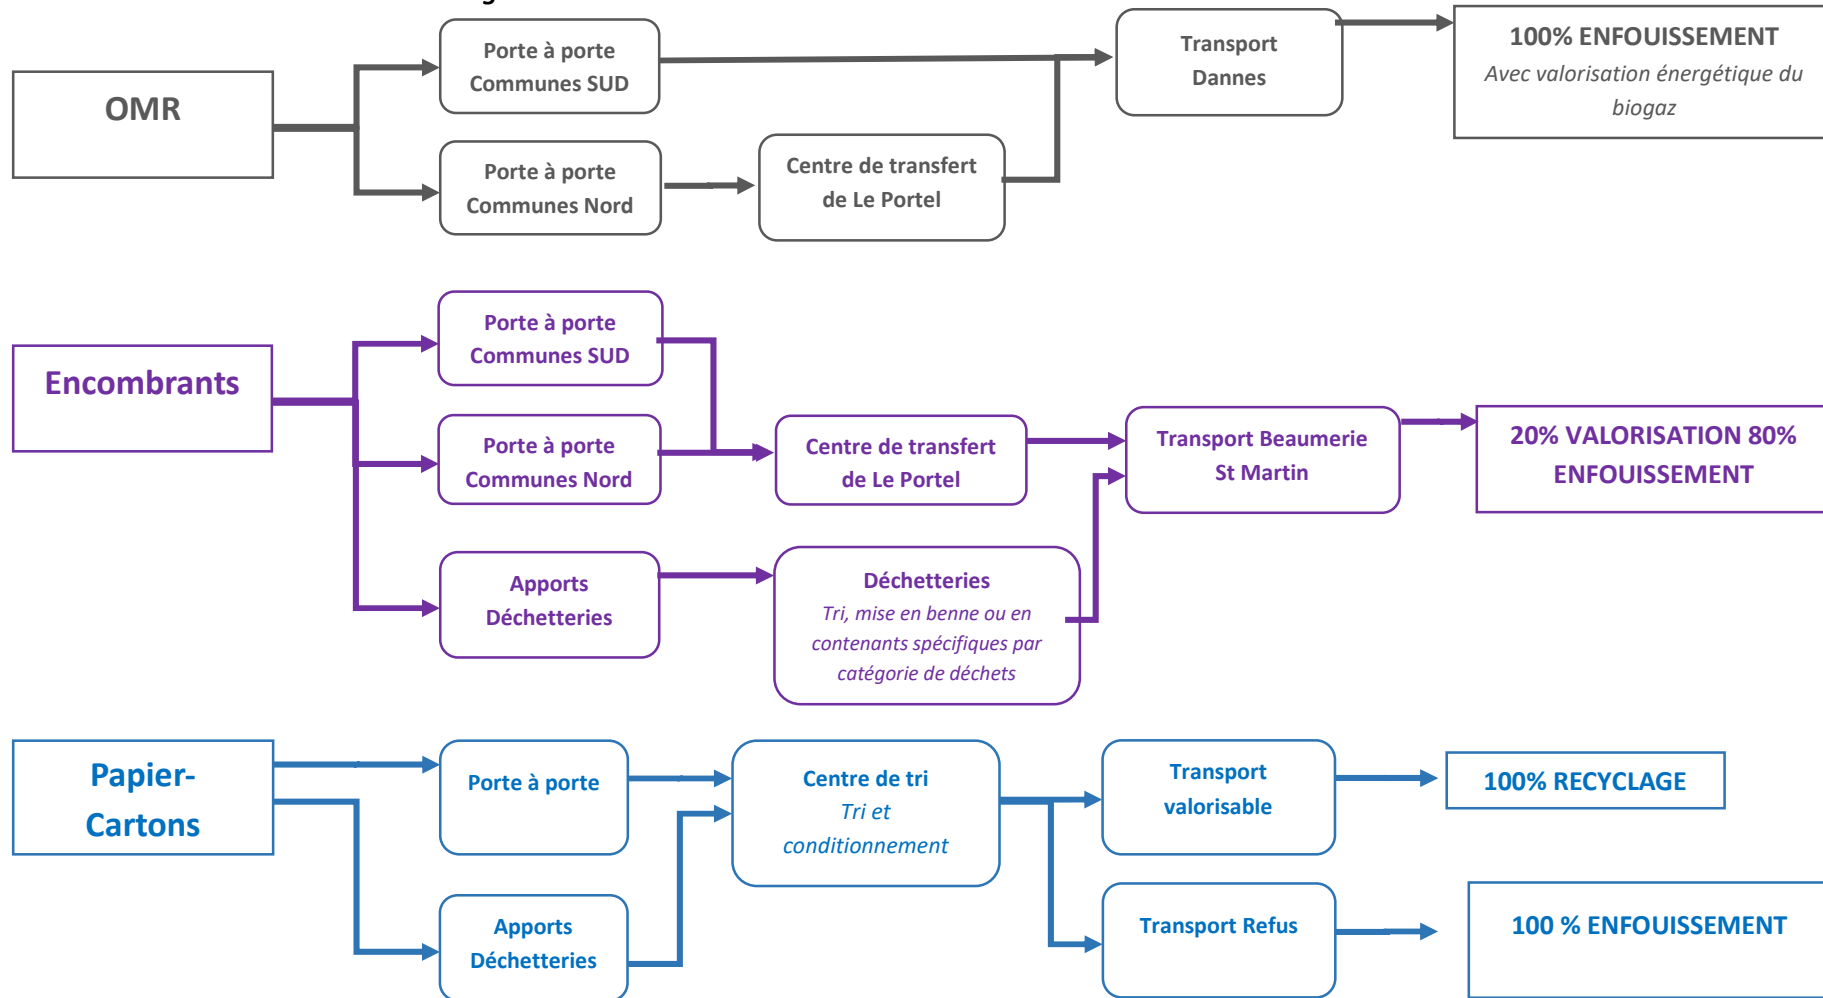 OMR
Porte à porte
Communes SUD
Transport
Dannes
100% ENFOUISSEMENT
Avec valorisation énergétique du
biogaz
Porte à porte
Communes Nord
Centre de transfert
de Le Portel
Encombrants
Porte à porte
Communes SUD
Porte à porte
Communes Nord
Centre de transfert
de Le Portel
Transport Beaumerie
St Martin
20% VALORISATION 80%
ENFOUISSEMENT
Apports
Déchetteries
Déchetteries
Tri, mise en benne ou en
contenants spécifiques par
catégorie de déchets
Papier-
Cartons
Porte à porte
Centre de tri
Tri et
conditionnement
Transport
valorisable
100% RECYCLAGE
Apports
Déchetteries
Transport Refus
100 % ENFOUISSEMENT